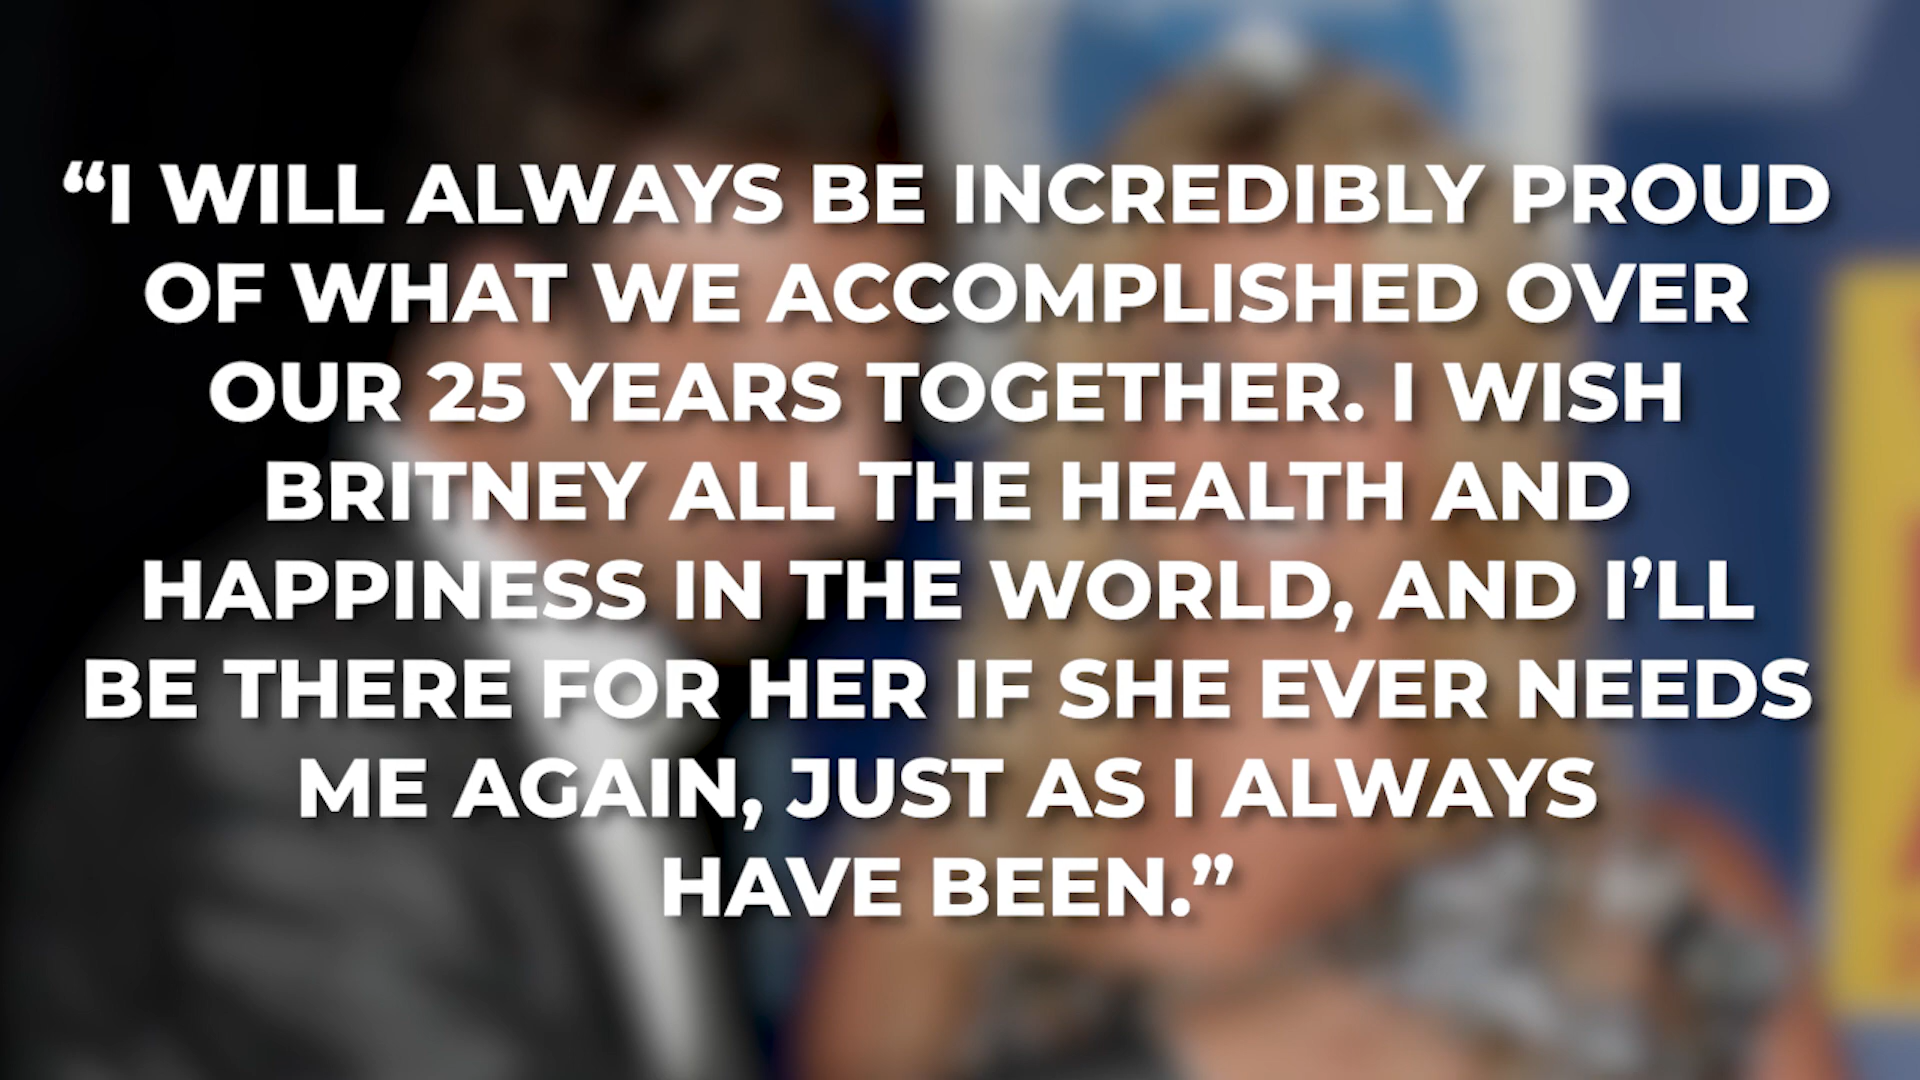 “I WILL ALWAYS BE INCREDIBLY PROUD
OF WHAT WE ACCOMPLISHED OVER
OUR 25 YEARS TOGETHER. I WISH
BRITNEY ALL THE HEALTH AND
HAPPINESS IN THE WORLD, AND I’LL
BE THERE FOR HER IF SHE EVER NEEDS
ME AGAIN, JUST AS I ALWAYS
HAVE BEEN.”